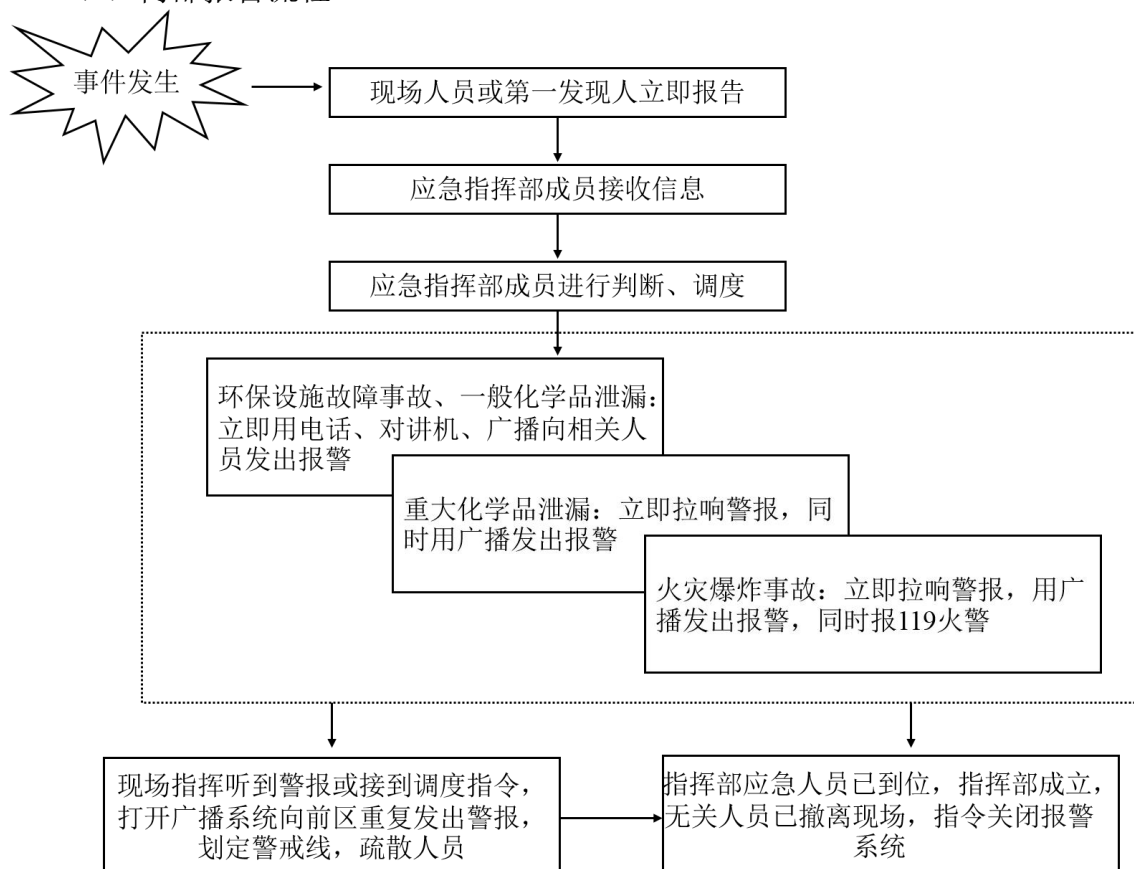 事件发生
现场人员或第一发现人立即报告
应急指挥部成员接收信息
应急指挥部成员进行判断、调度
环保设施故障事故、一般化学品泄漏：
立即用电话、对讲机、广播向相关人
员发出报警
重大化学品泄漏：立即拉响警报，同
时用广播发出报警
火灾爆炸事故：立即拉响警报，用广
播发出报警，同时报119火警
现场指挥听到警报或接到调度指令，
打开广播系统向前区重复发出警报，
划定警戒线，疏散人员
指挥部应急人员已到位，指挥部成立，
无关人员已撤离现场，指令关闭报警
系统